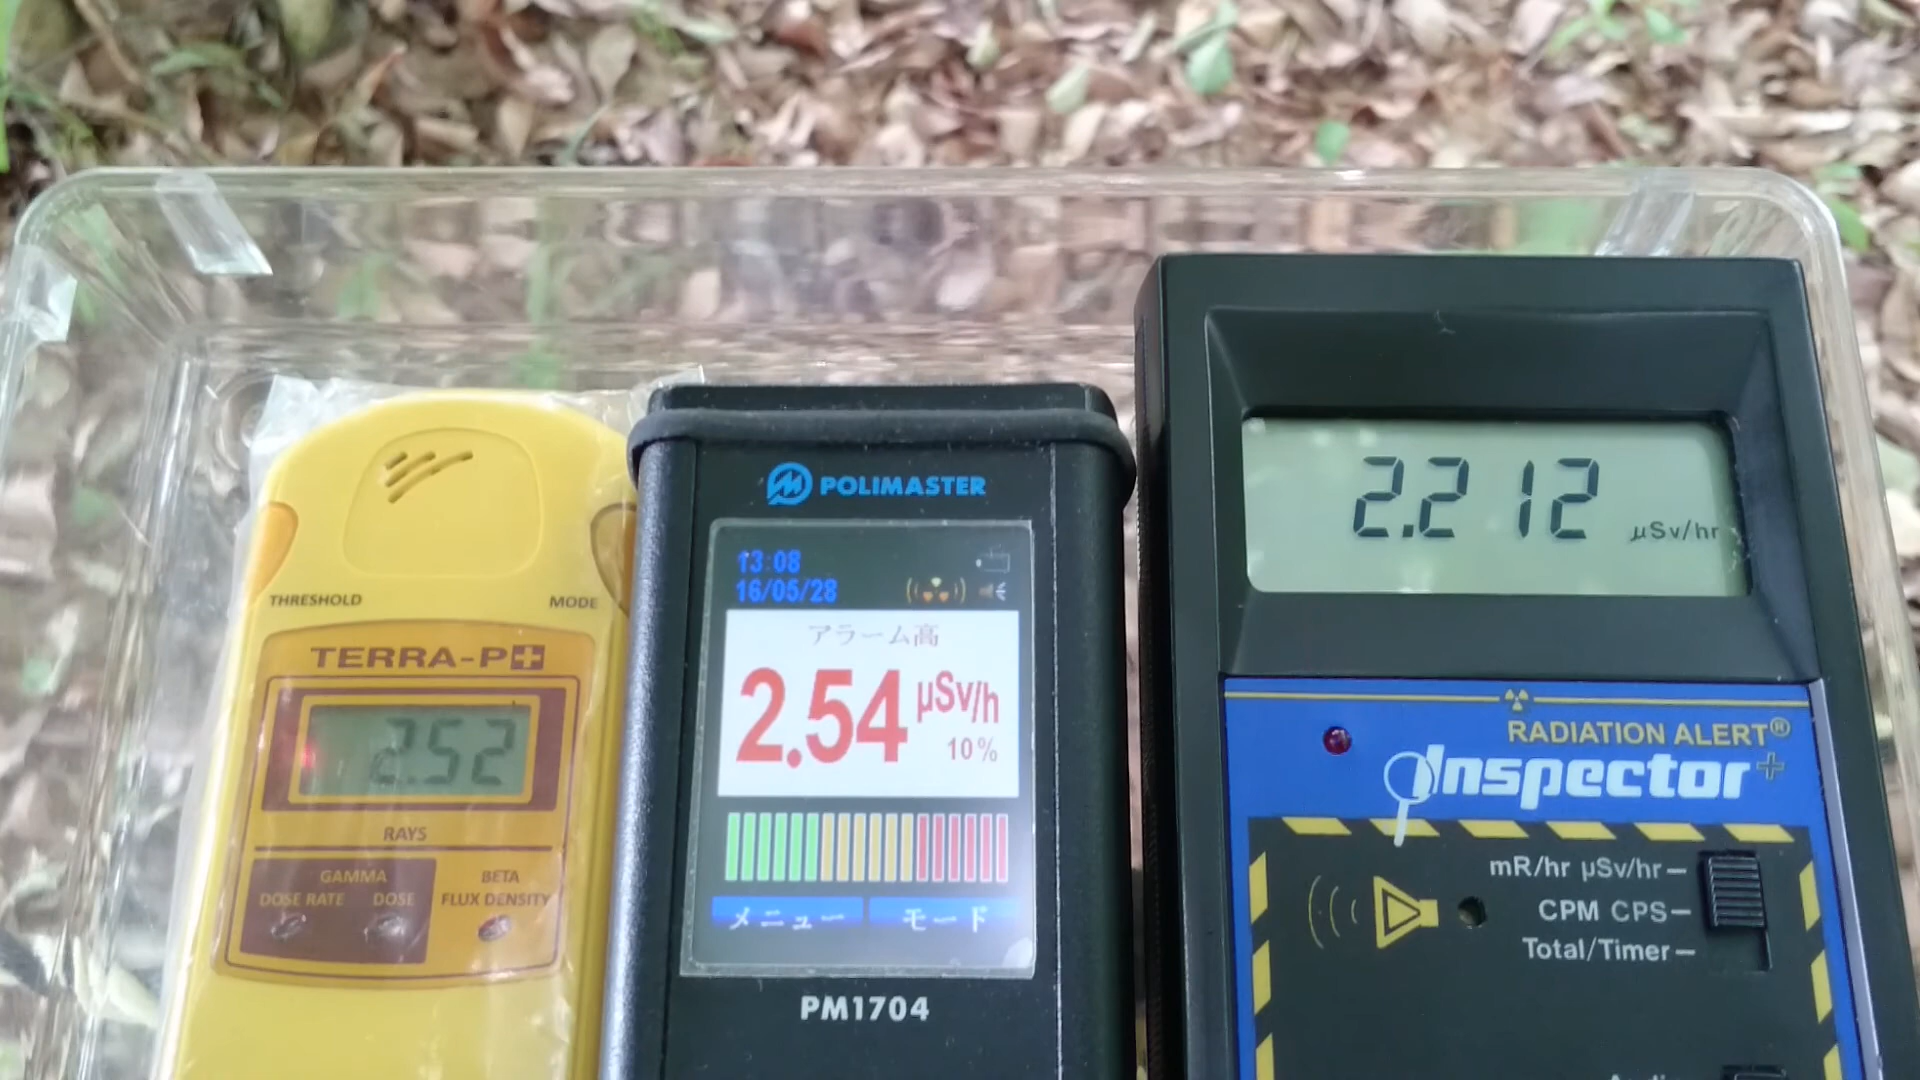 THRESHOLD
MODE
TERRA-P+
2.52
RAYS
GAMMA
DOSE RATE
DOSE
BETA
FLUX DENSITY
POLIMASTER
13:08
16/05/28
アラーム高
2.54 µSv/h
10%
メニュー
モード
PM1704
2.212 µSv/hr
RADIATION ALERT®
Inspector+
mR/hr µSv/hr
CPM CPS
Total/Timer